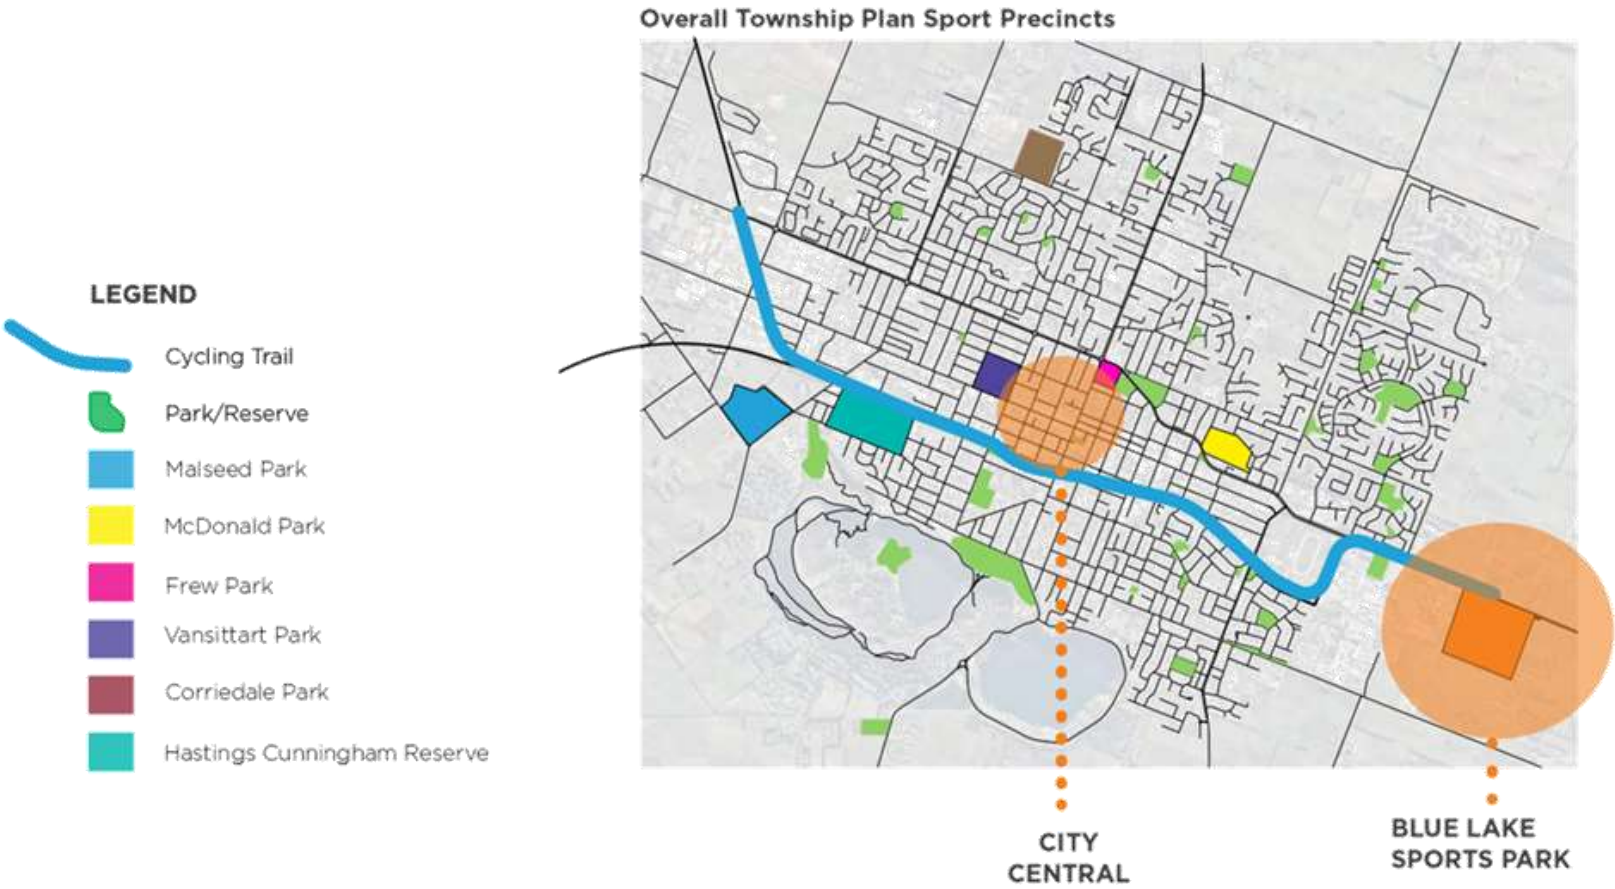 Overall Township Plan Sport Precincts
LEGEND
Cycling Trail
Park/Reserve
Malseed Park
McDonald Park
Frew Park
Vansittart Park
Corriedale Park
Hastings Cunningham Reserve
CITY
CENTRAL
BLUE LAKE
SPORTS PARK